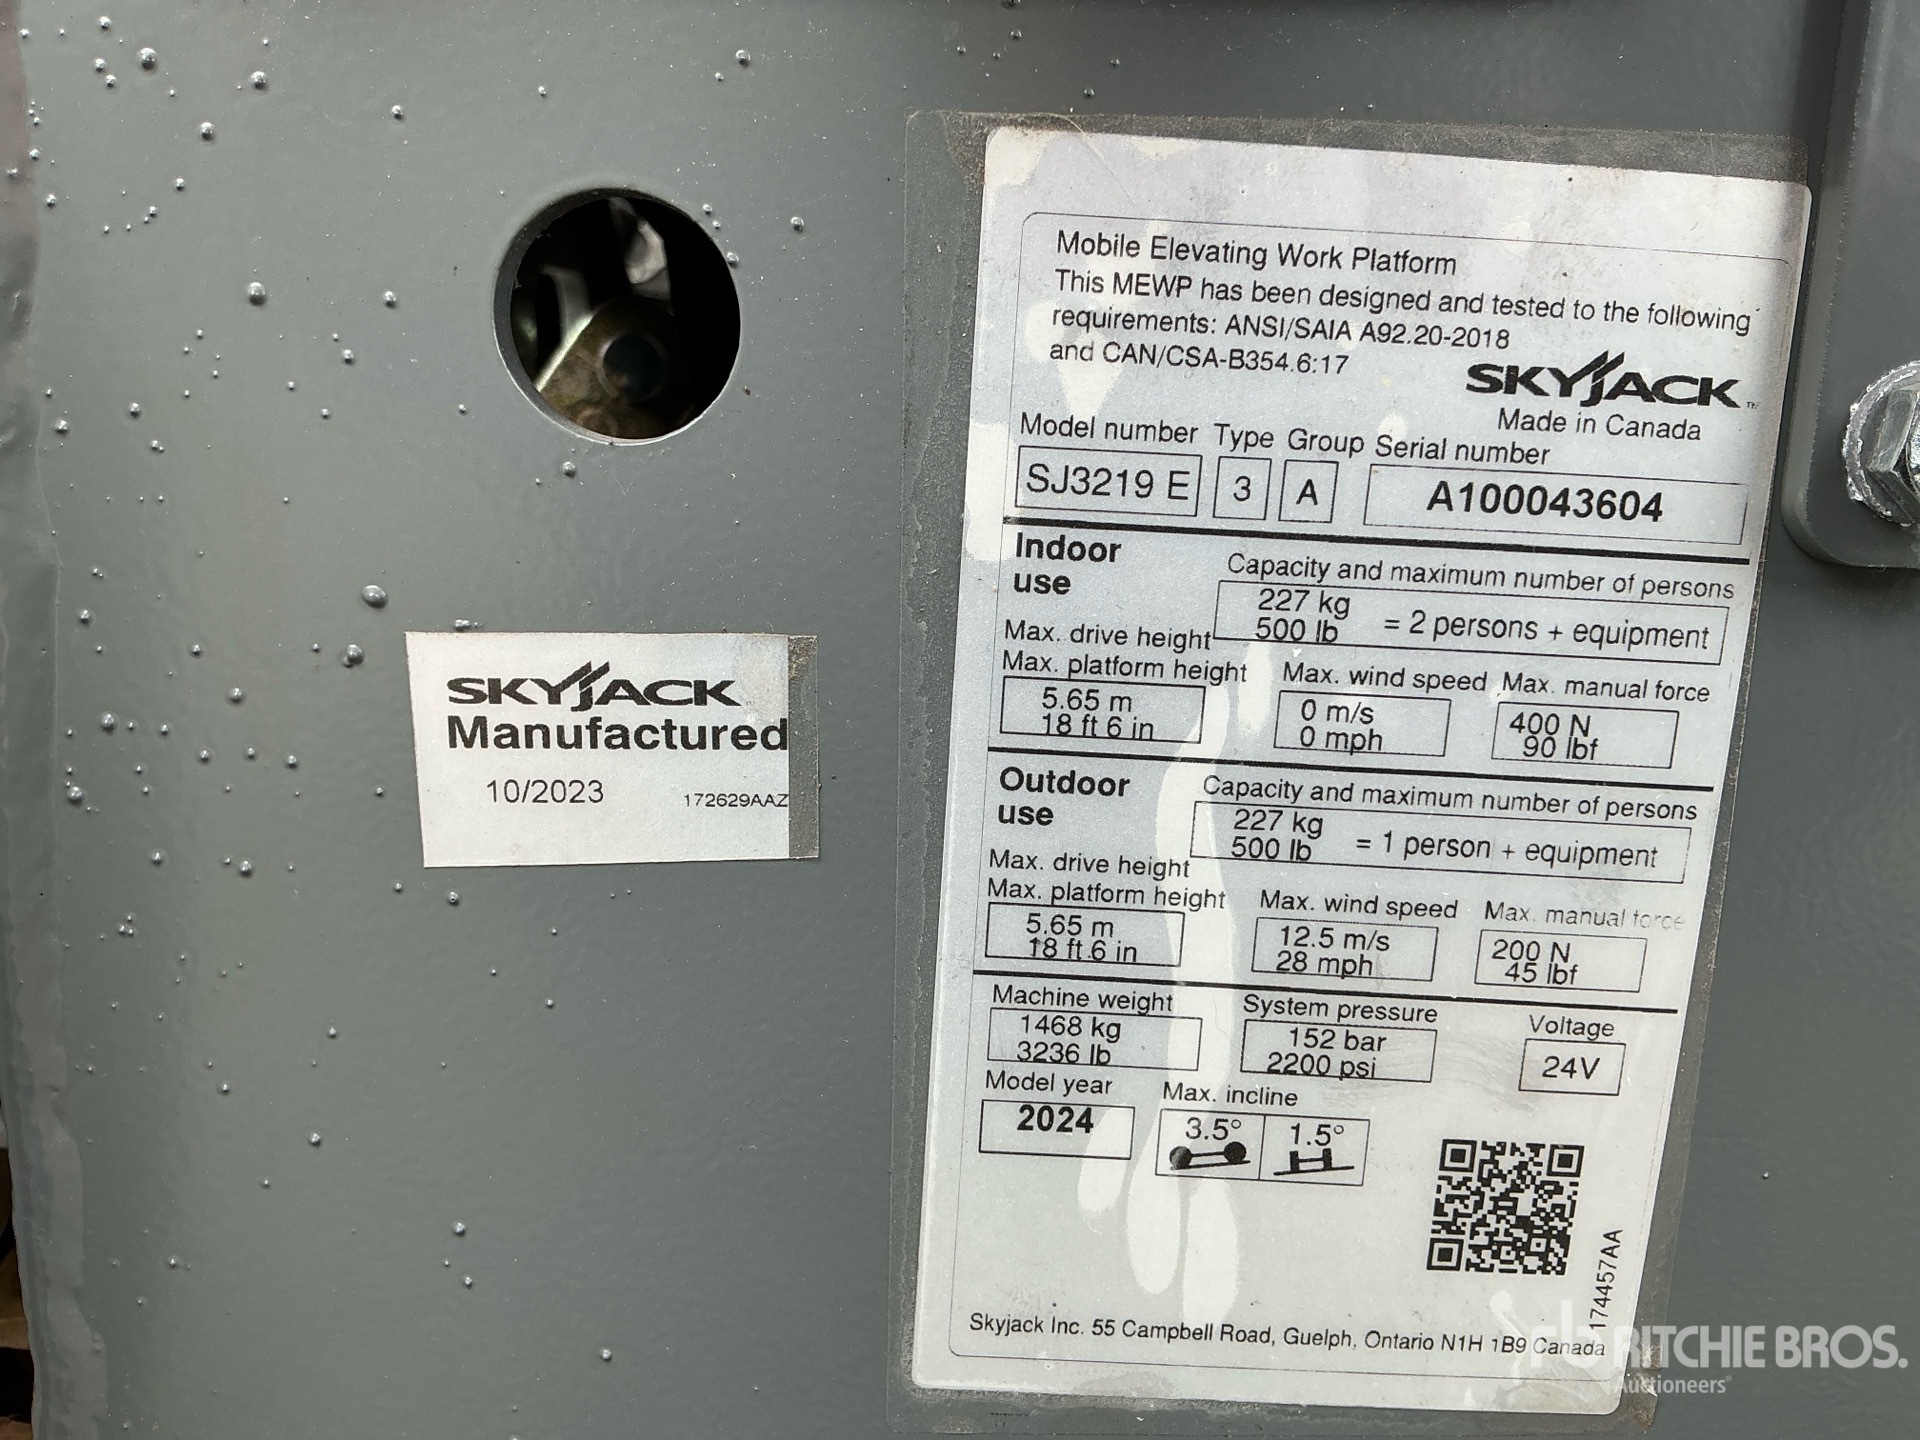 SKYJACK
Manufactured
10/2023 172629AAZ
Mobile Elevating Work Platform
This MEWP has been designed and tested to the following
requirements: ANSI/SAIA A92.20-2018
and CAN/CSA-B354.6:17
SKYJACK™
Made in Canada
Model number Type Group Serial number
SJ3219 E 3 A A100043604
Indoor
use
Capacity and maximum number of persons
227 kg
500 lb
= 2 persons + equipment
Max. drive height
Max. platform height Max. wind speed Max. manual force
5.65 m 0 m/s 400 N
18 ft 6 in 0 mph 90 lbf
Outdoor
use
Capacity and maximum number of persons
227 kg
500 lb
= 1 person + equipment
Max. drive height
Max. platform height Max. wind speed Max. manual force
5.65 m 12.5 m/s 200 N
18 ft 6 in 28 mph 45 lbf
Machine weight System pressure Voltage
1468 kg 152 bar 24V
3236 lb 2200 psi
Model year Max. incline
2024 3.5° 1.5°
174457AA
Skyjack Inc. 55 Campbell Road, Guelph, Ontario N1H 1B9 Canada
rb RITCHIE BROS.
Auctioneers®